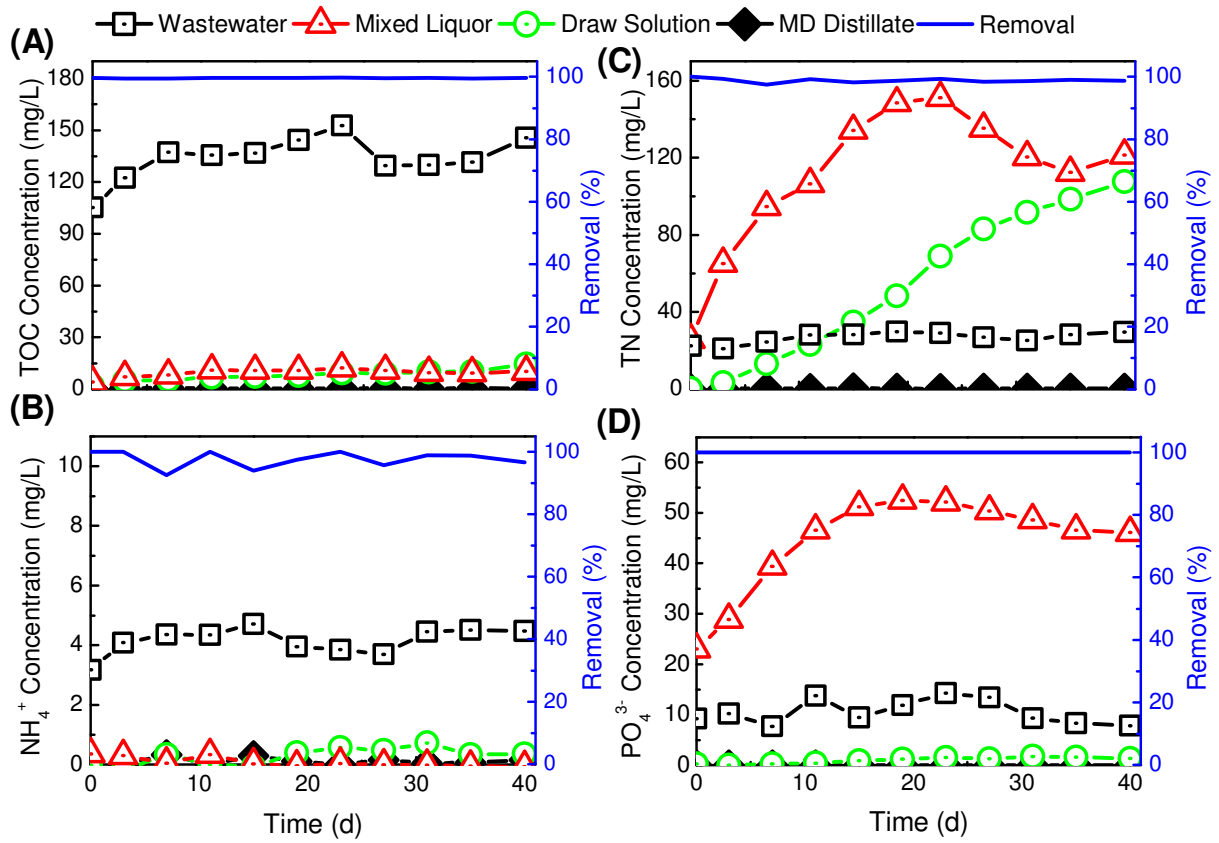 Wastewater Mixed Liquor Draw Solution MD Distillate Removal
(A)
180
150
120
90
60
30
0
TOC Concentration (mg/L)
100
80
60
40
20
0
Removal (%)
(C)
160
120
80
40
0
TN Concentration (mg/L)
100
80
60
40
20
0
Removal (%)
(B)
10
8
6
4
2
0
NH₄⁺ Concentration (mg/L)
100
80
60
40
20
0
Removal (%)
0 10 20 30 40
Time (d)
(D)
60
50
40
30
20
10
0
PO₄³⁻ Concentration (mg/L)
100
80
60
40
20
0
Removal (%)
0 10 20 30 40
Time (d)